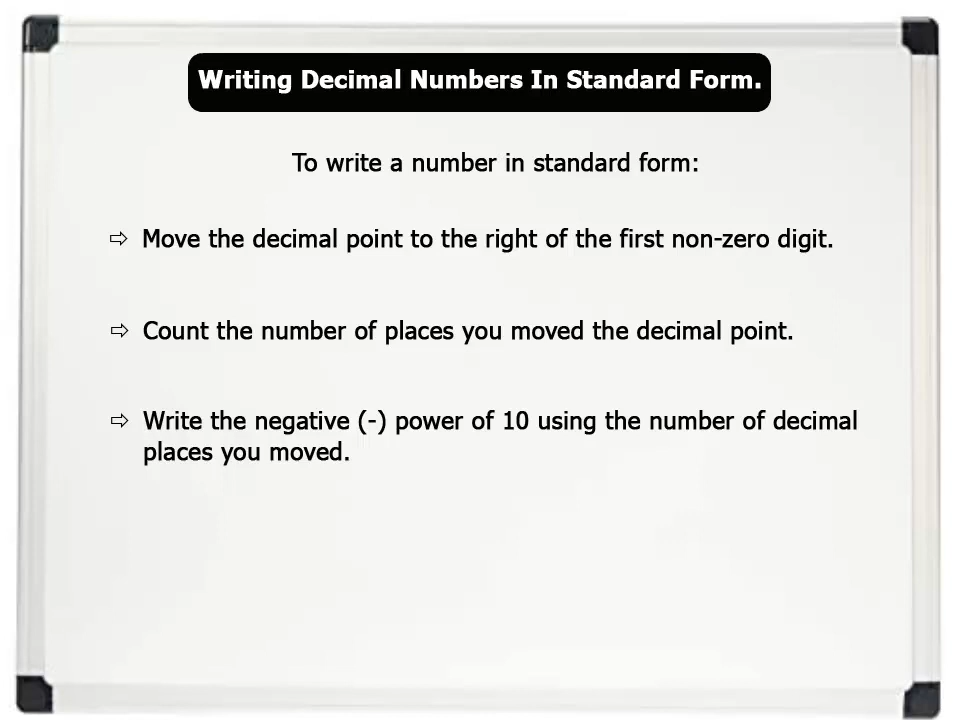 Writing Decimal Numbers In Standard Form.
To write a number in standard form:
⇨ Move the decimal point to the right of the first non-zero digit.
⇨ Count the number of places you moved the decimal point.
⇨ Write the negative (-) power of 10 using the number of decimal
places you moved.